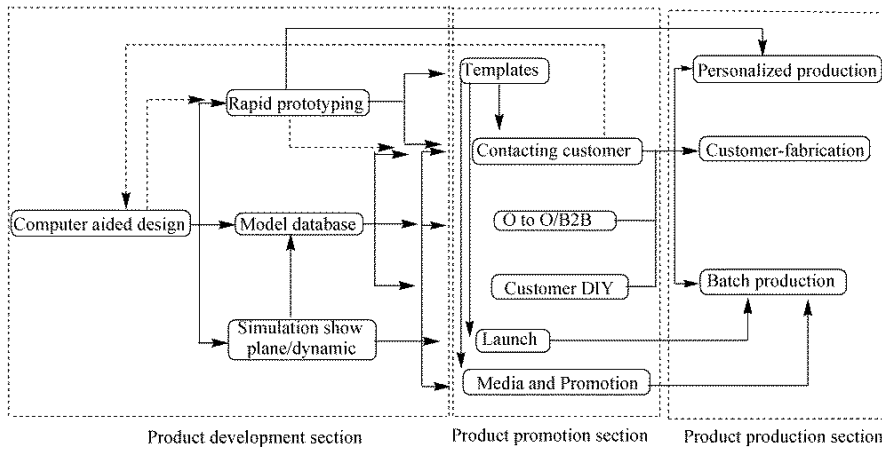 Templates
Personalized production
Rapid prototyping
Contacting customer
Customer-fabrication
Computer aided design
Model database
O to O/B2B
Customer DIY
Batch production
Simulation show
plane/dynamic
Launch
Media and Promotion
Product development section
Product promotion section
Product production section